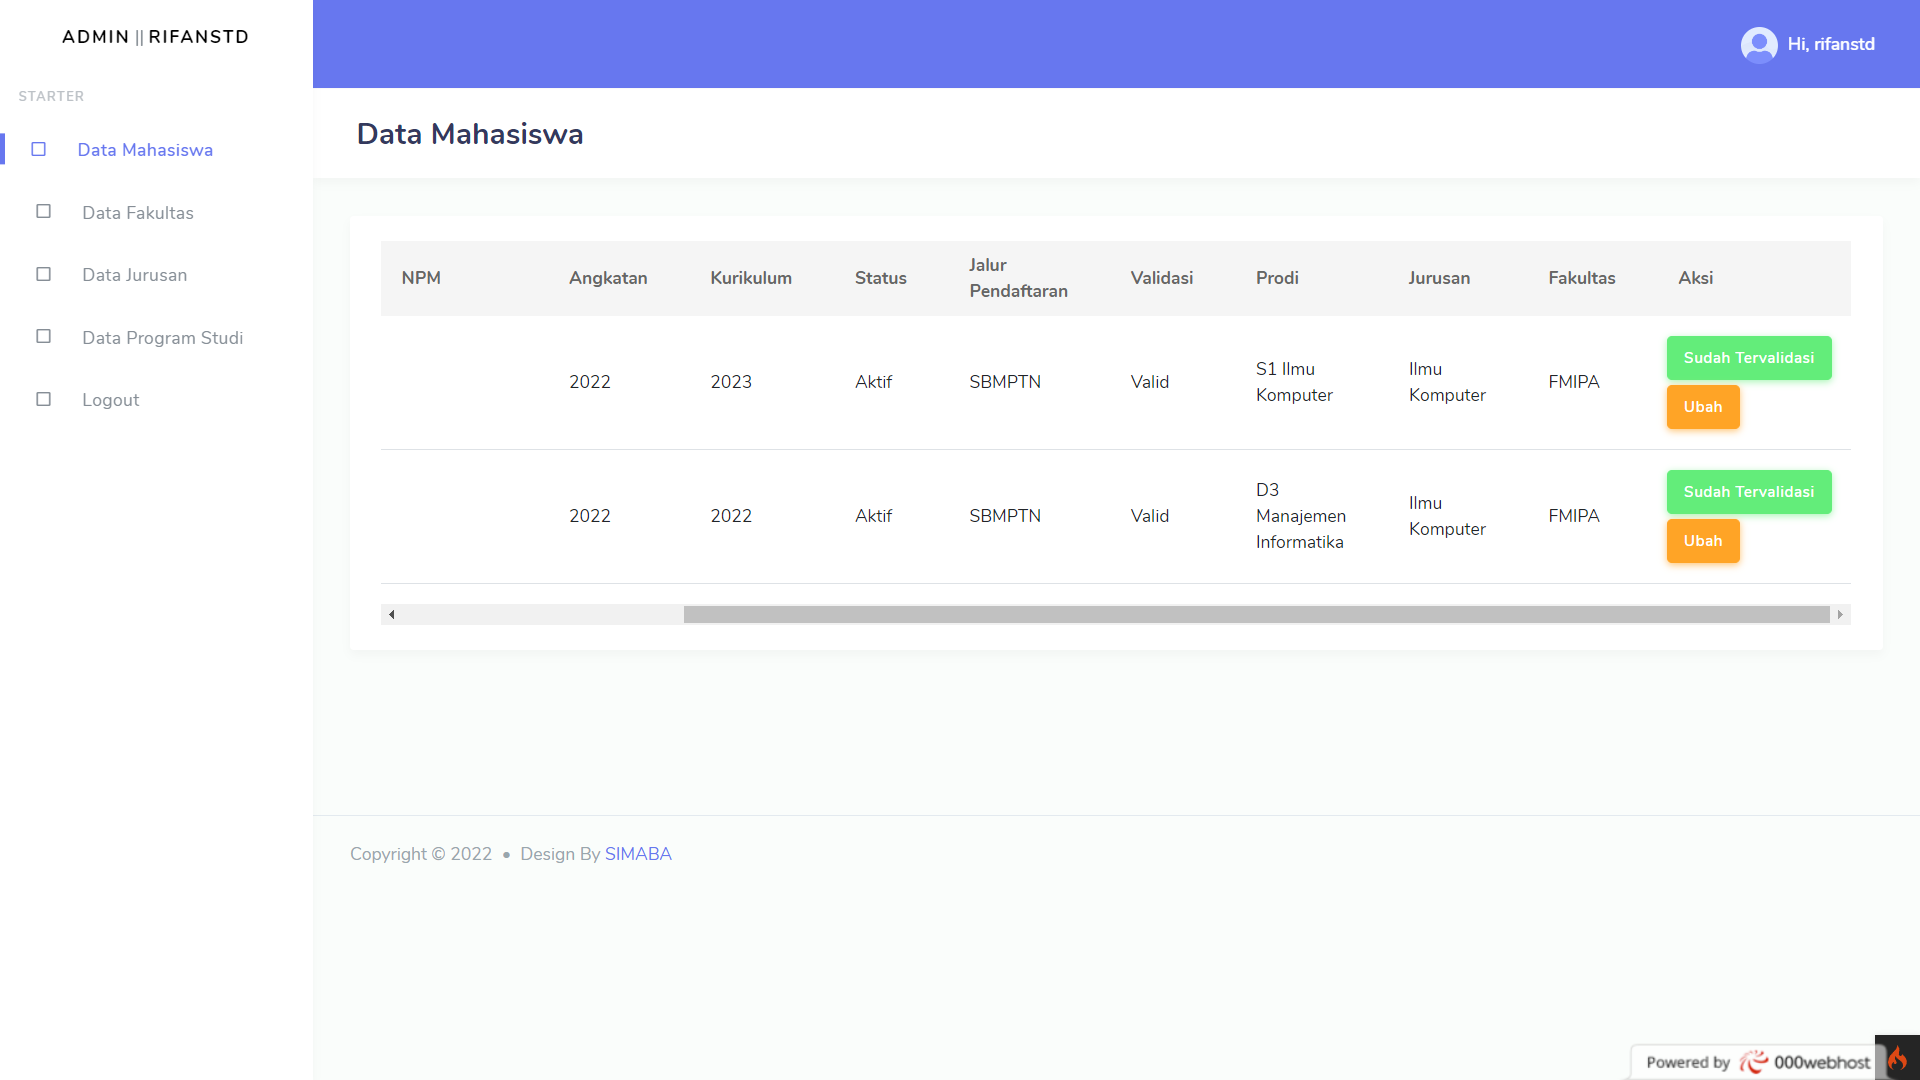 ADMIN || RIFANSTD
Hi, rifanstd
STARTER
Data Mahasiswa
Data Fakultas
Data Jurusan
Data Program Studi
Logout
Data Mahasiswa
NPM Angkatan Kurikulum Status Jalur Pendaftaran Validasi Prodi Jurusan Fakultas Aksi
2022 2023 Aktif SBMPTN Valid S1 Ilmu Komputer Ilmu Komputer FMIPA Sudah Tervalidasi
Ubah
2022 2022 Aktif SBMPTN Valid D3 Manajemen Informatika Ilmu Komputer FMIPA Sudah Tervalidasi
Ubah
Copyright © 2022 • Design By SIMABA
Powered by 000webhost